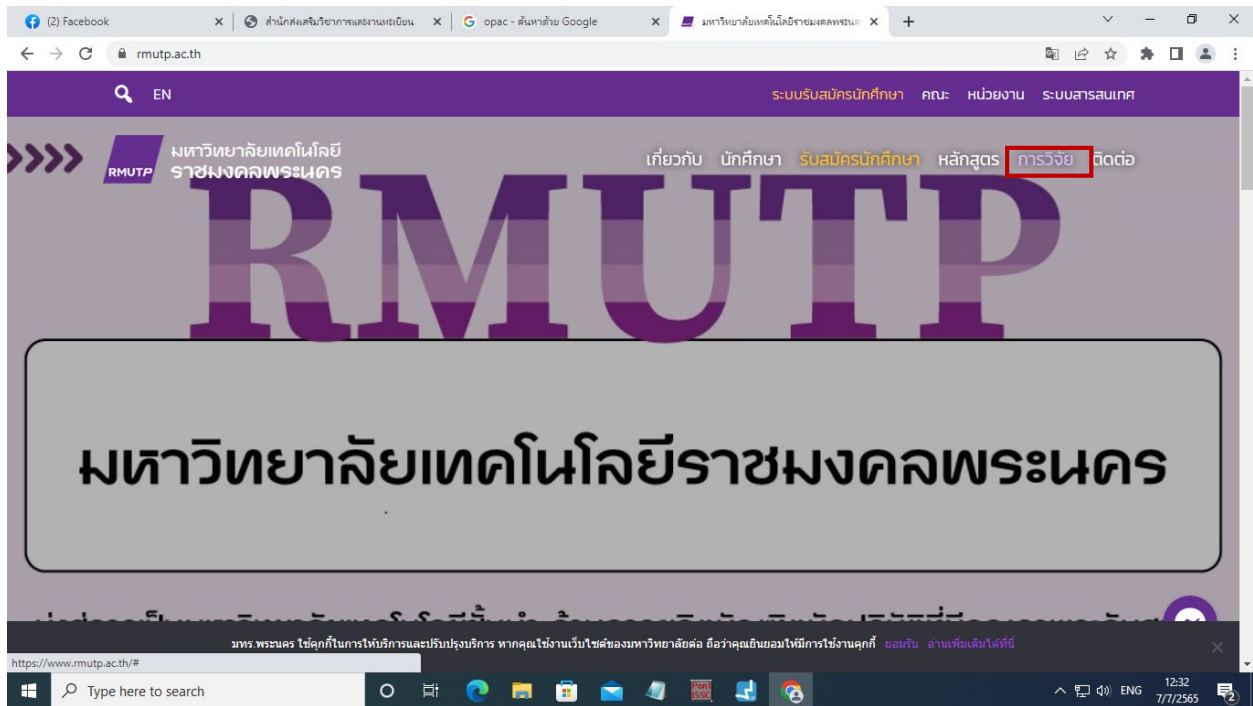 (2) Facebook
สำนักส่งเสริมวิชาการและงานทะเบียน
opac - ค้นหาด้วย Google
มหาวิทยาลัยเทคโนโลยีราชมงคลพระนคร
rmutp.ac.th
EN
ระบบรับสมัครนักศึกษา คณะ หน่วยงาน ระบบสารสนเทศ
RMUTP
มหาวิทยาลัยเทคโนโลยี
ราชมงคลพระนคร
เกี่ยวกับ นักศึกษา รับสมัครนักศึกษา หลักสูตร การวิจัย ติดต่อ
RMUTP
มหาวิทยาลัยเทคโนโลยีราชมงคลพระนคร
มทร.พระนคร ใช้คุกกี้ในการให้บริการและปรับปรุงบริการ หากคุณใช้งานเว็บไซต์ของมหาวิทยาลัยต่อ ถือว่าคุณยินยอมให้มีการใช้งานคุกกี้ ยอมรับ อ่านเพิ่มเติมได้ที่นี่
https://www.rmutp.ac.th/#
Type here to search
ENG
12:32
7/7/2565
2